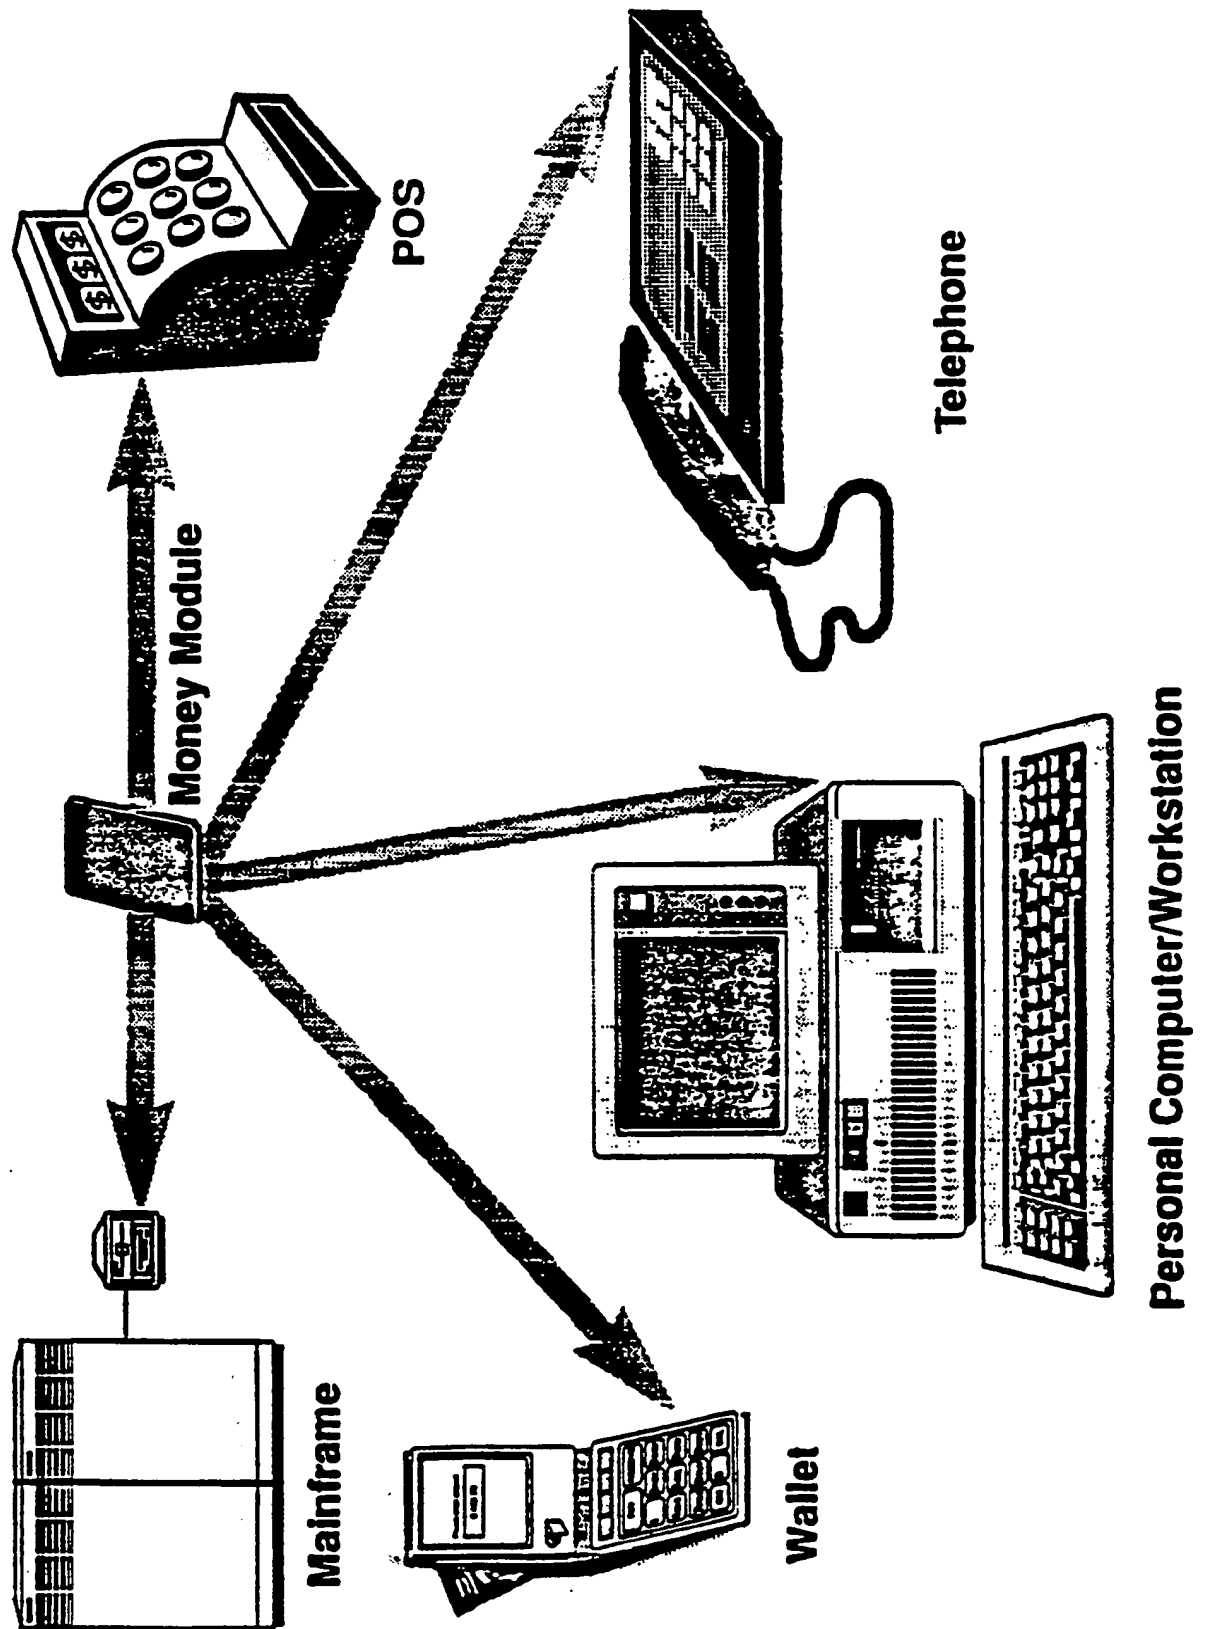 Mainframe
Money Module
$ $ $
POS
Wallet
Personal Computer/Workstation
Telephone